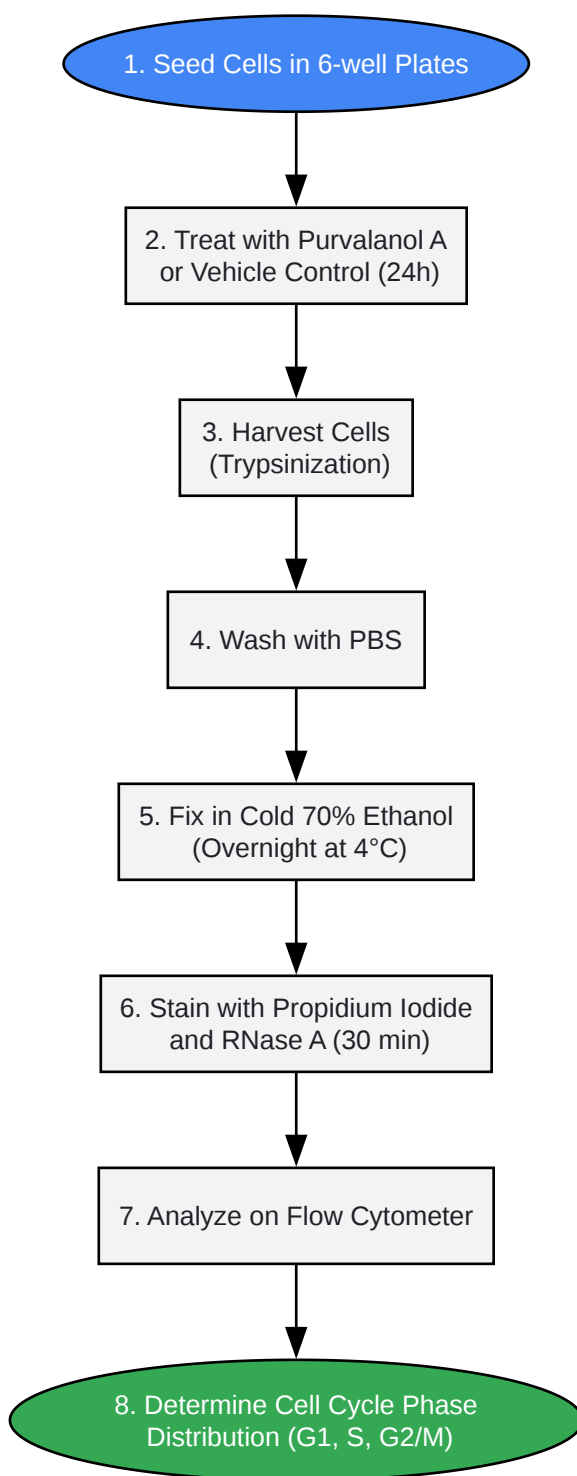 1. Seed Cells in 6-well Plates
2. Treat with Purvalanol A
or Vehicle Control (24h)
3. Harvest Cells
(Trypsinization)
4. Wash with PBS
5. Fix in Cold 70% Ethanol
(Overnight at 4°C)
6. Stain with Propidium Iodide
and RNase A (30 min)
7. Analyze on Flow Cytometer
8. Determine Cell Cycle Phase
Distribution (G1, S, G2/M)